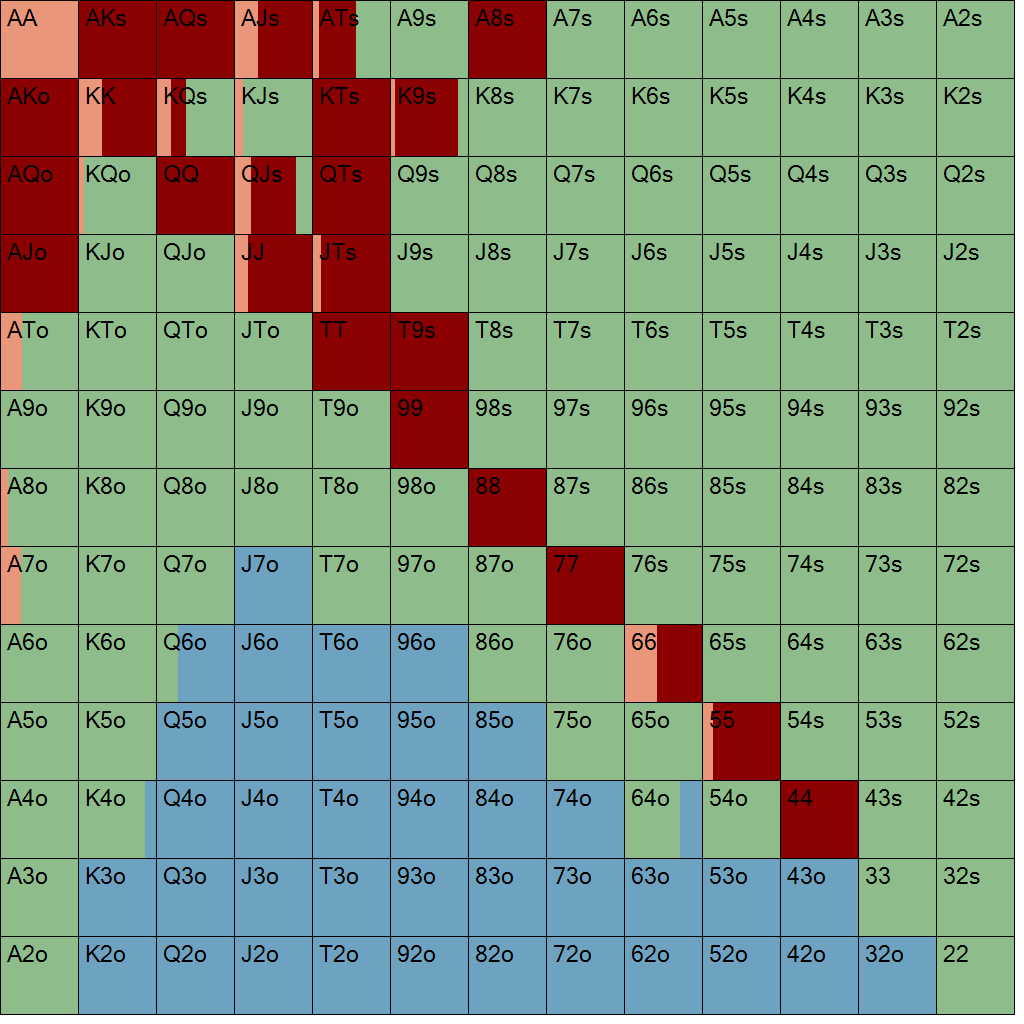 AA AKs AQs AJs ATs A9s A8s A7s A6s A5s A4s A3s A2s
AKo KK KQs KJs KTs K9s K8s K7s K6s K5s K4s K3s K2s
AQo KQo QQ QJs QTs Q9s Q8s Q7s Q6s Q5s Q4s Q3s Q2s
AJo KJo QJo JJ JTs J9s J8s J7s J6s J5s J4s J3s J2s
ATo KTo QTo JTo TT T9s T8s T7s T6s T5s T4s T3s T2s
A9o K9o Q9o J9o T9o 99 98s 97s 96s 95s 94s 93s 92s
A8o K8o Q8o J8o T8o 98o 88 87s 86s 85s 84s 83s 82s
A7o K7o Q7o J7o T7o 97o 87o 77 76s 75s 74s 73s 72s
A6o K6o Q6o J6o T6o 96o 86o 76o 66 65s 64s 63s 62s
A5o K5o Q5o J5o T5o 95o 85o 75o 65o 55 54s 53s 52s
A4o K4o Q4o J4o T4o 94o 84o 74o 64o 54o 44 43s 42s
A3o K3o Q3o J3o T3o 93o 83o 73o 63o 53o 43o 33 32s
A2o K2o Q2o J2o T2o 92o 82o 72o 62o 52o 42o 32o 22